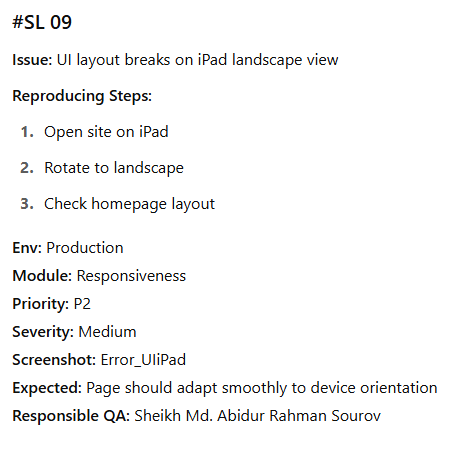 #SL 09
Issue: UI layout breaks on iPad landscape view
Reproducing Steps:
1. Open site on iPad
2. Rotate to landscape
3. Check homepage layout
Env: Production
Module: Responsiveness
Priority: P2
Severity: Medium
Screenshot: Error_UIiPad
Expected: Page should adapt smoothly to device orientation
Responsible QA: Sheikh Md. Abidur Rahman Sourov